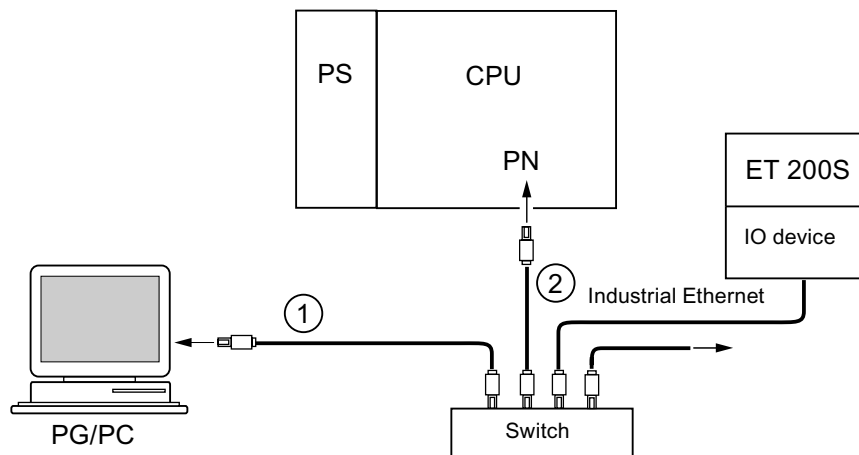 PS
CPU
PN
ET 200S
IO device
1
2
Industrial Ethernet
PG/PC
Switch